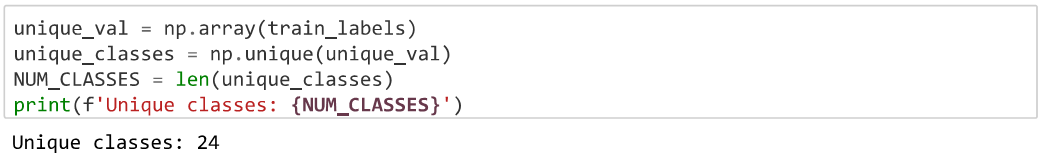 unique_val = np.array(train_labels)
unique_classes = np.unique(unique_val)
NUM_CLASSES = len(unique_classes)
print(f'Unique classes: {NUM_CLASSES}')
Unique classes: 24